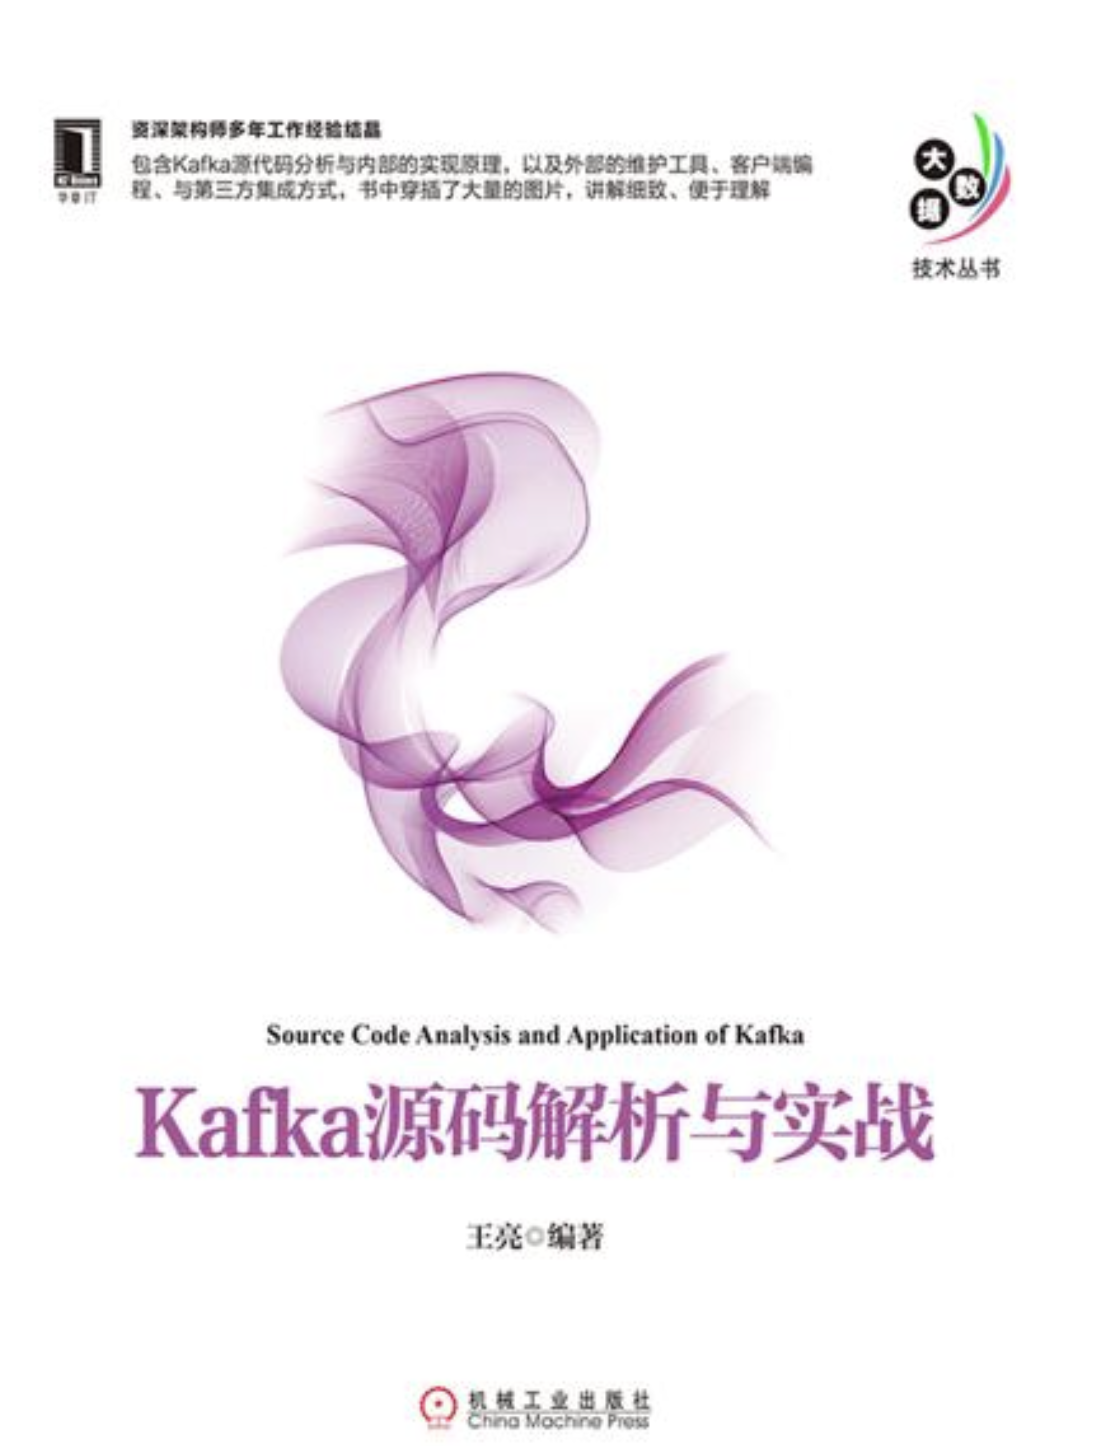 资深架构师多年工作经验结晶
包含Kafka源代码分析与内部的实现原理，以及外部的维护工具、客户端编
程、与第三方集成方式，书中穿插了大量的图片，讲解细致、便于理解
华章IT
大
数
据
技术丛书
Source Code Analysis and Application of Kafka
Kafka源码解析与实战
王亮◎编著
机械工业出版社
China Machine Press